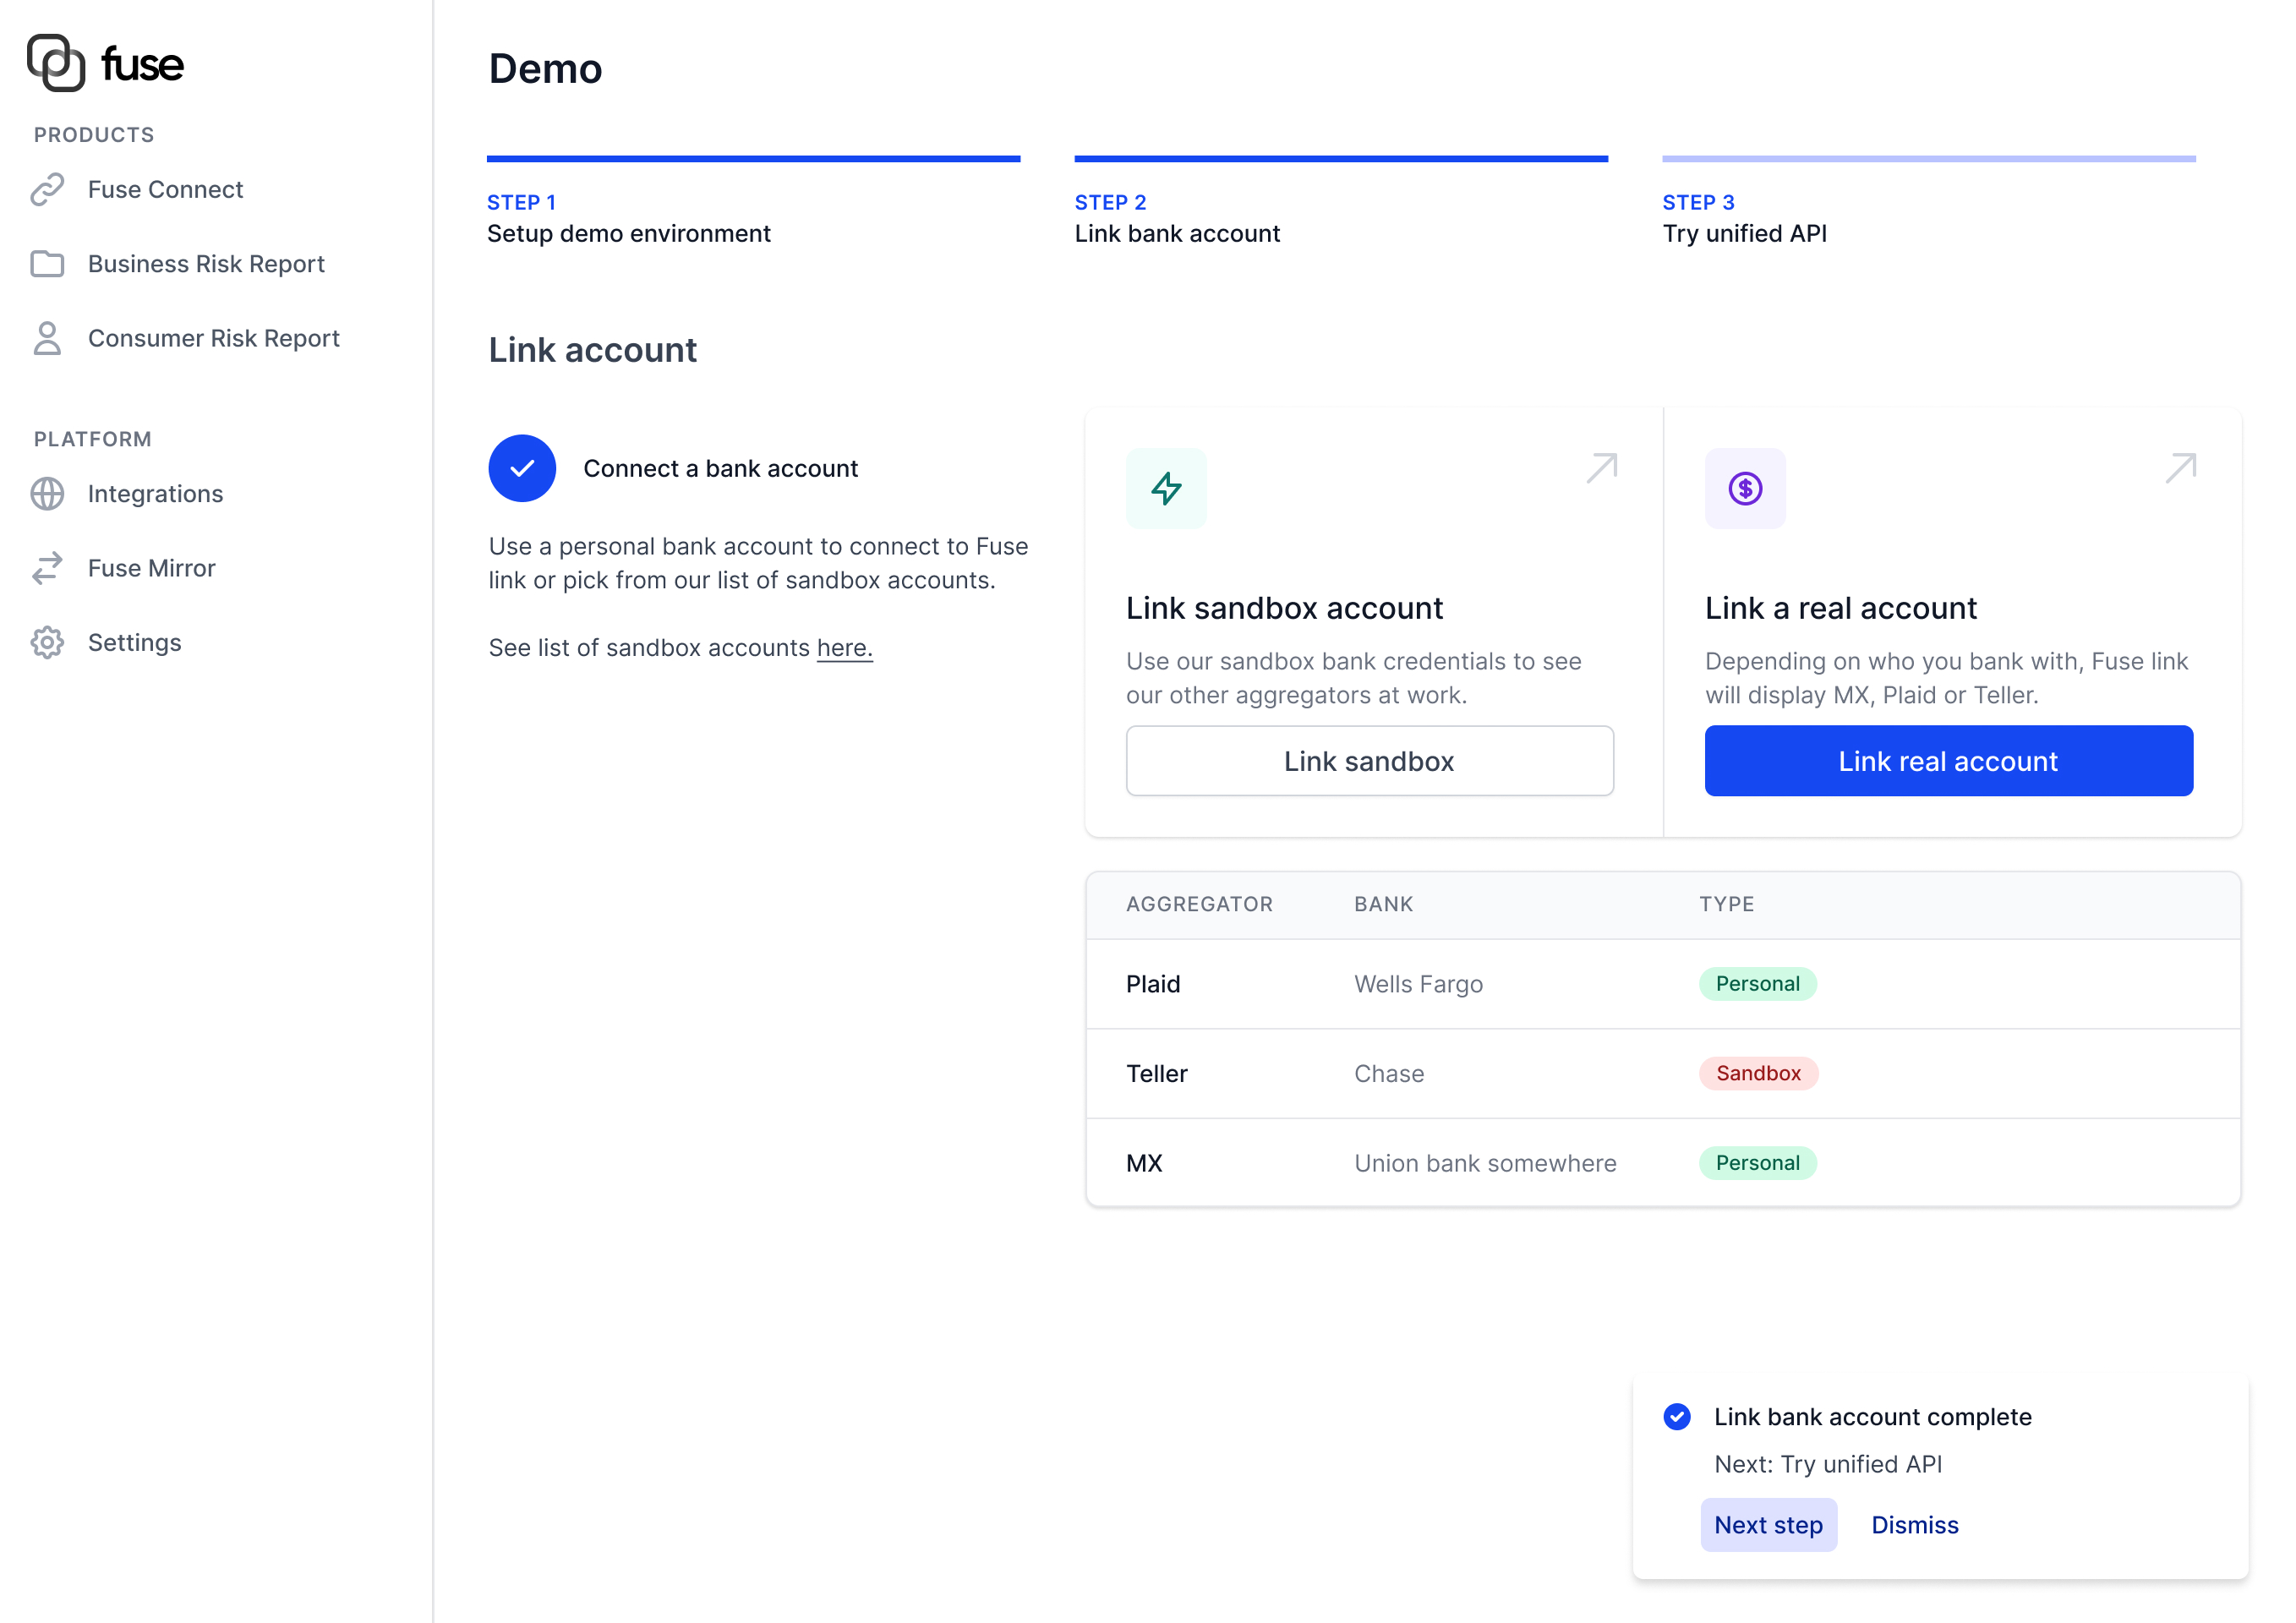 fuse
PRODUCTS
Fuse Connect
Business Risk Report
Consumer Risk Report
PLATFORM
Integrations
Fuse Mirror
Settings
Demo
STEP 1
Setup demo environment
STEP 2
Link bank account
STEP 3
Try unified API
Link account
Connect a bank account
Use a personal bank account to connect to Fuse
link or pick from our list of sandbox accounts.
See list of sandbox accounts here.
Link sandbox account
Use our sandbox bank credentials to see
our other aggregators at work.
Link sandbox
Link a real account
Depending on who you bank with, Fuse link
will display MX, Plaid or Teller.
Link real account
AGGREGATOR BANK TYPE
Plaid Wells Fargo Personal
Teller Chase Sandbox
MX Union bank somewhere Personal
Link bank account complete
Next: Try unified API
Next step Dismiss